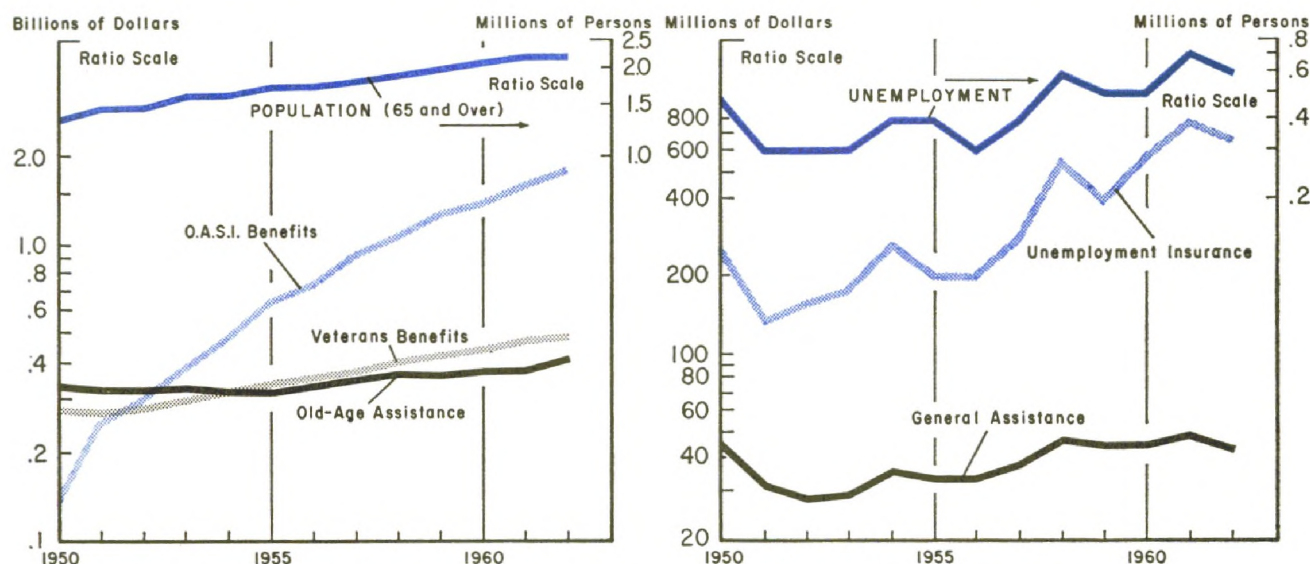 Billions of Dollars
Millions of Persons
Ratio Scale
2.5
2.0
Ratio Scale
1.5
POPULATION (65 and Over)
1.0
2.0
O.A.S.I. Benefits
1.0
.8
.6
Veterans Benefits
.4
Old-Age Assistance
.2
.1
1950
1955
1960
Millions of Dollars
Millions of Persons
Ratio Scale
.8
.6
UNEMPLOYMENT
Ratio Scale
800
.4
600
400
.2
Unemployment Insurance
200
100
80
60
General Assistance
40
20
1950
1955
1960